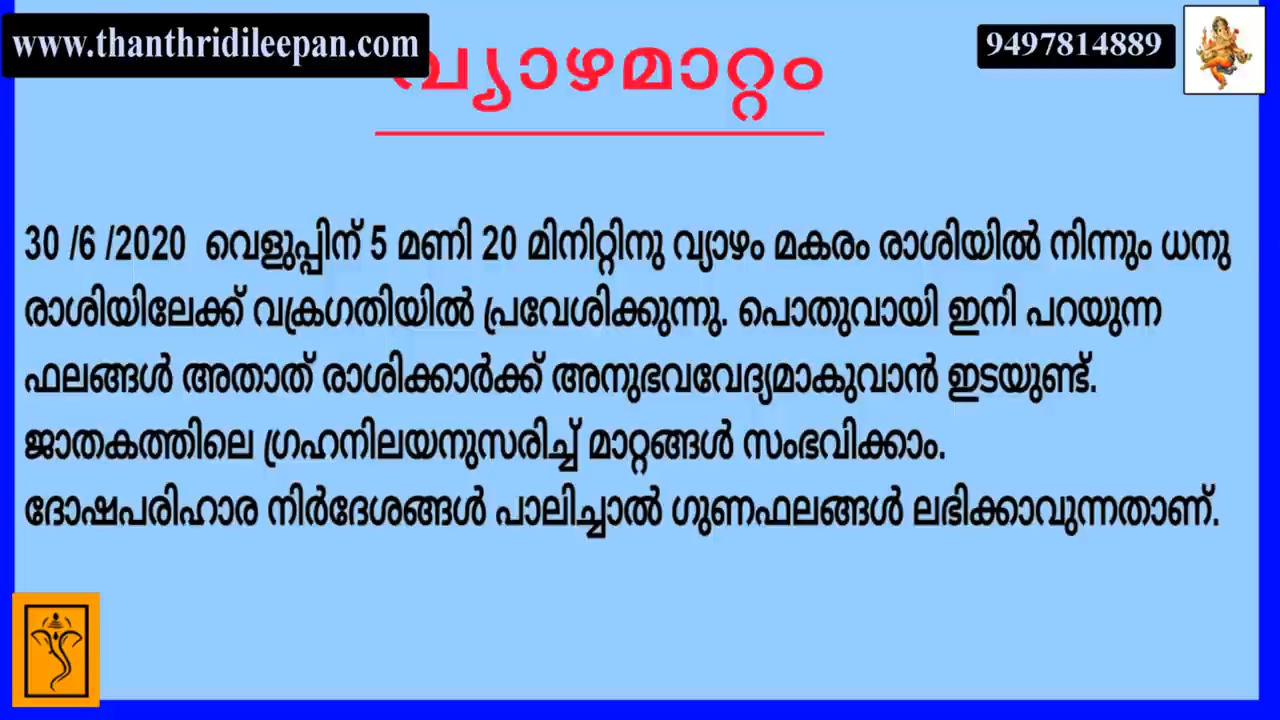 www.thanthridileepan.com
9497814889
വ്യാഴമാറ്റം
30 /6 /2020 വെളുപ്പിന് 5 മണി 20 മിനിറ്റിനു വ്യാഴം മകരം രാശിയിൽ നിന്നും ധനു
രാശിയിലേക്ക് വക്രഗതിയിൽ പ്രവേശിക്കുന്നു. പൊതുവായി ഇനി പറയുന്ന
ഫലങ്ങൾ അതാത് രാശിക്കാർക്ക് അനുഭവവേദ്യമാകുവാൻ ഇടയുണ്ട്.
ജാതകത്തിലെ ഗ്രഹനിലയനുസരിച്ച് മാറ്റങ്ങൾ സംഭവിക്കാം.
ദോഷപരിഹാര നിർദേശങ്ങൾ പാലിച്ചാൽ ഗുണഫലങ്ങൾ ലഭിക്കാവുന്നതാണ്.